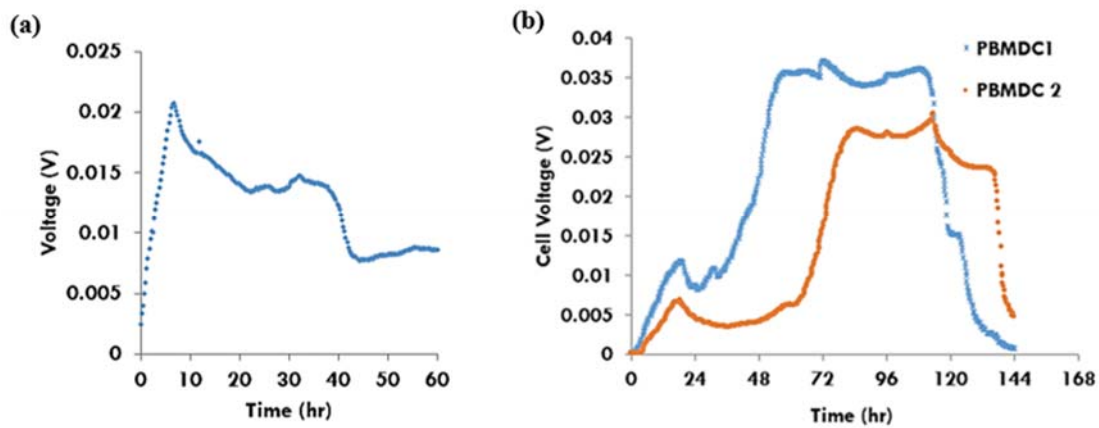 (a)
0.025
0.02
0.015
0.01
0.005
0
Voltage (V)
0 10 20 30 40 50 60
Time (hr)
(b)
0.04
0.035
0.03
0.025
0.02
0.015
0.01
0.005
0
Cell Voltage (V)
PBMDC1
PBMDC 2
0 24 48 72 96 120 144 168
Time (hr)